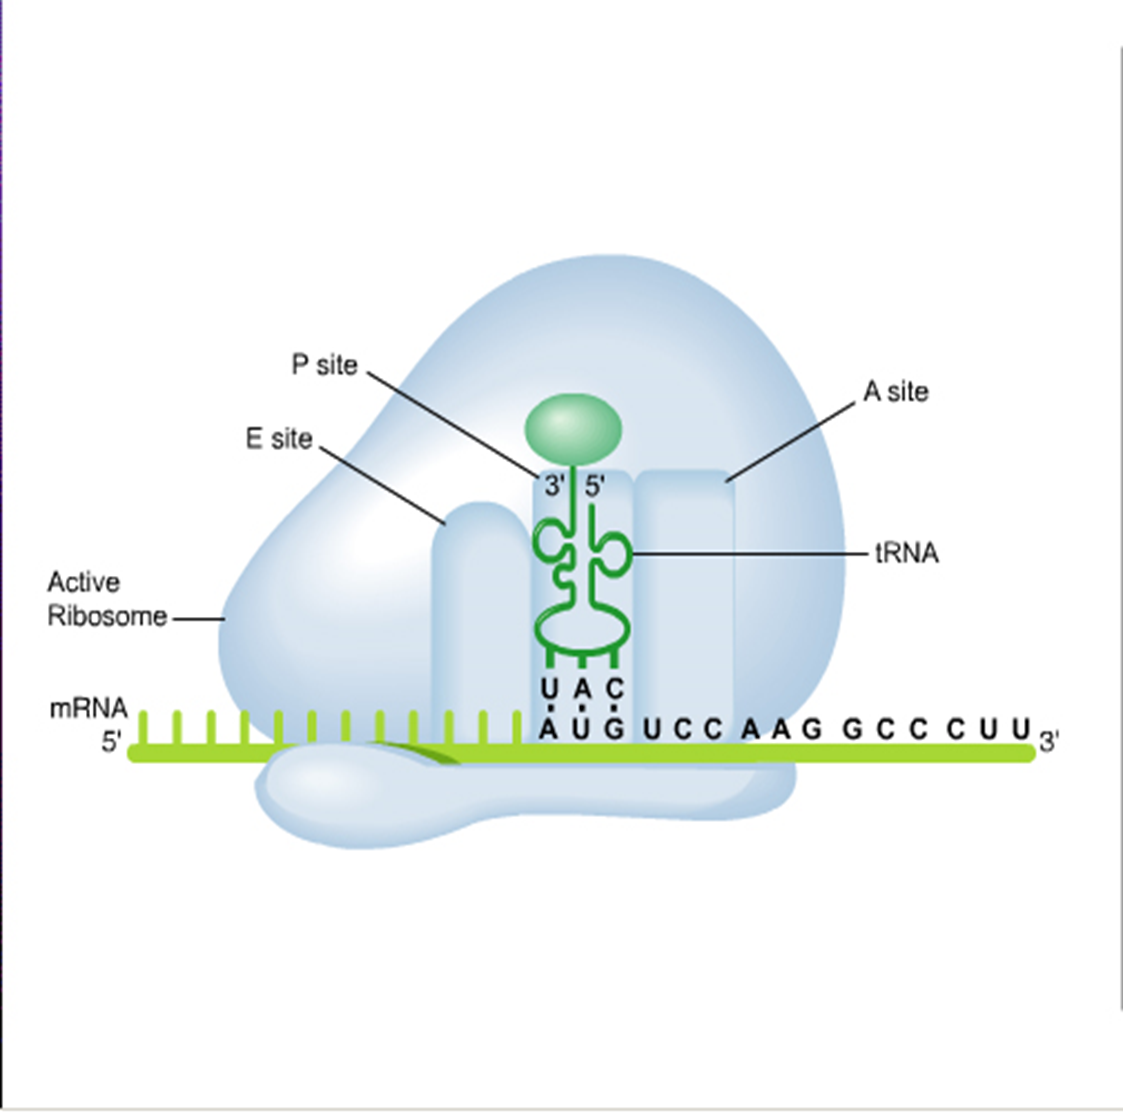 P site
A site
E site
3' 5'
tRNA
Active
Ribosome
U A C
mRNA
A U G U C C A A G G C C C U U
5'
3'